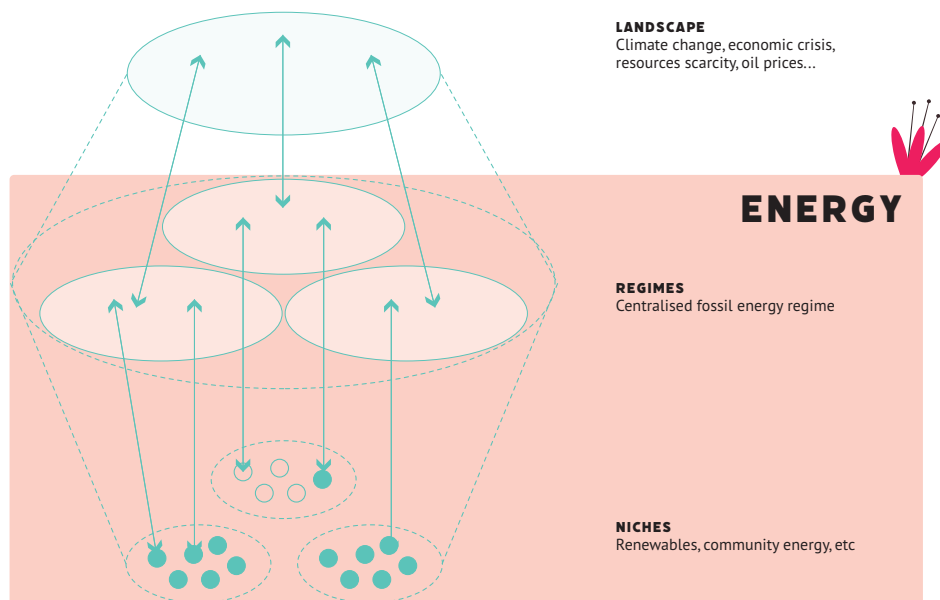 LANDSCAPE
Climate change, economic crisis,
resources scarcity, oil prices...
ENERGY
REGIMES
Centralised fossil energy regime
NICHES
Renewables, community energy, etc